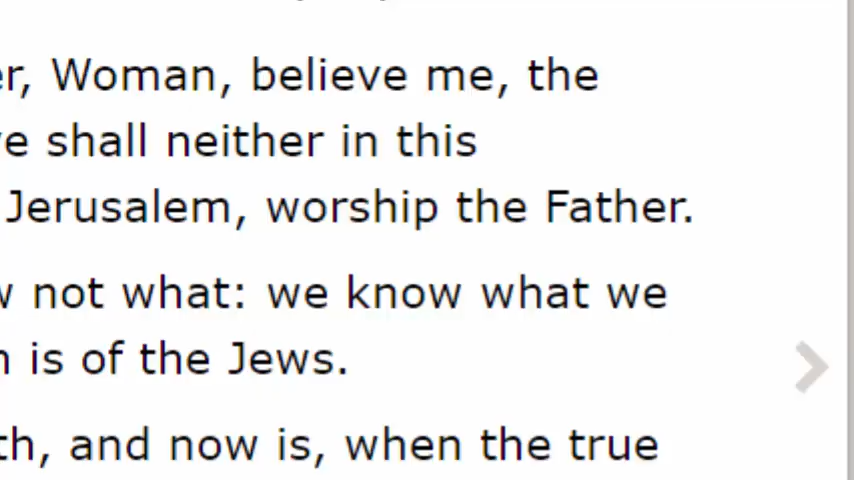 er, Woman, believe me, the
ye shall neither in this
Jerusalem, worship the Father.
not what: we know what we
is of the Jews.
th, and now is, when the true